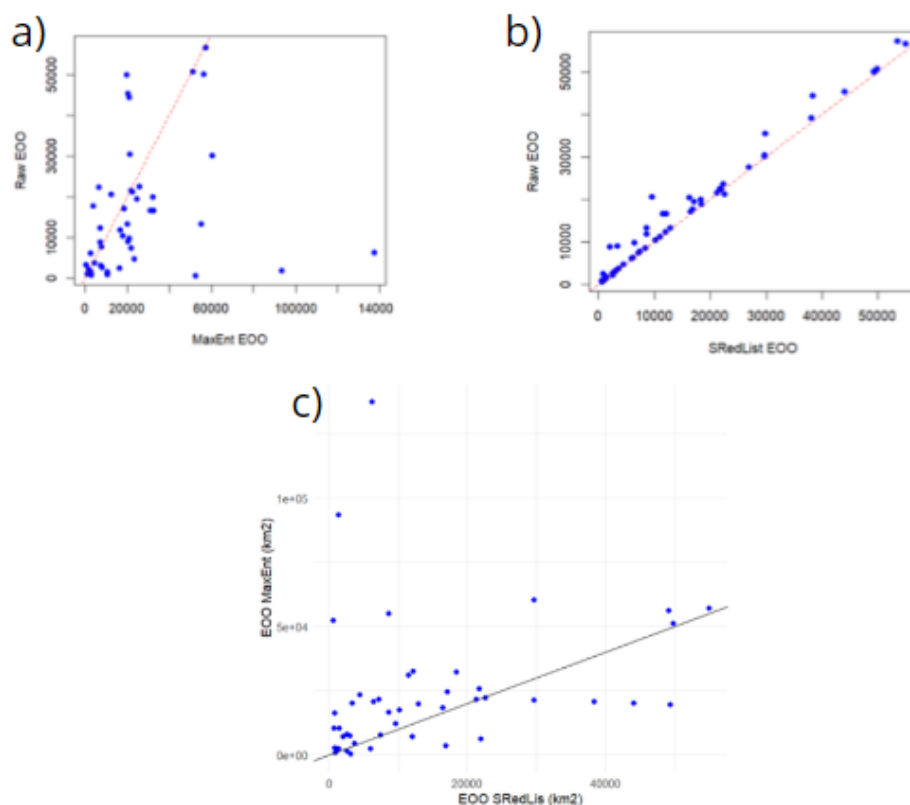 a)
Raw EOO
50000
30000
10000
0
0
20000
60000
100000
14000
MaxEnt EOO
b)
Raw EOO
50000
30000
10000
0
0
10000
20000
30000
40000
50000
SRedList EOO
c)
EOO MaxEnt (km2)
1e+05
5e+04
0e+00
0
20000
40000
EOO SRedLis (km2)